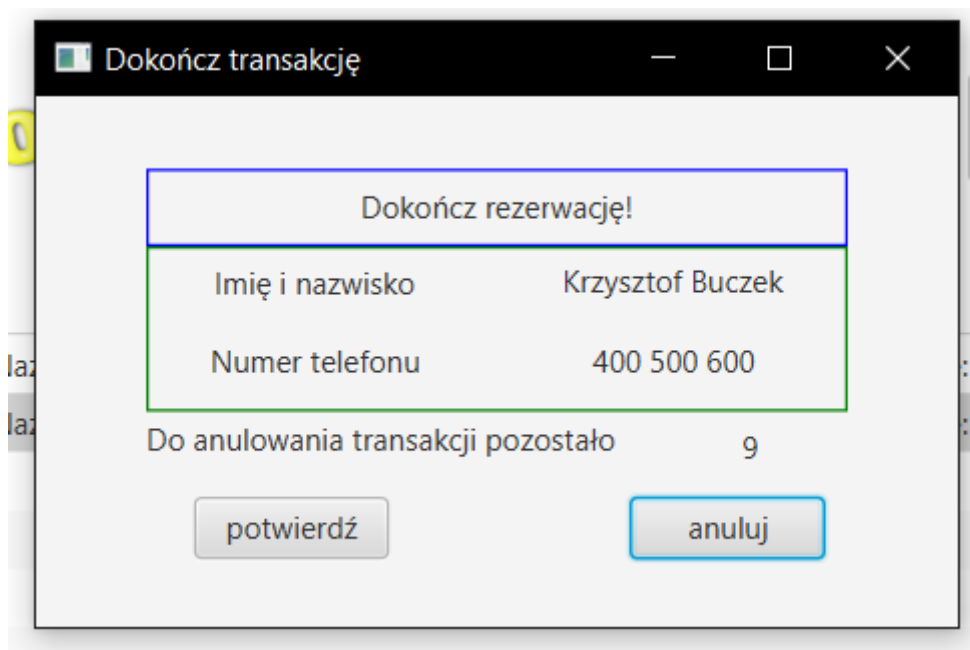 Dokończ transakcję
Dokończ rezerwację!
Imię i nazwisko Krzysztof Buczek
Numer telefonu 400 500 600
Do anulowania transakcji pozostało 9
potwierdź anuluj